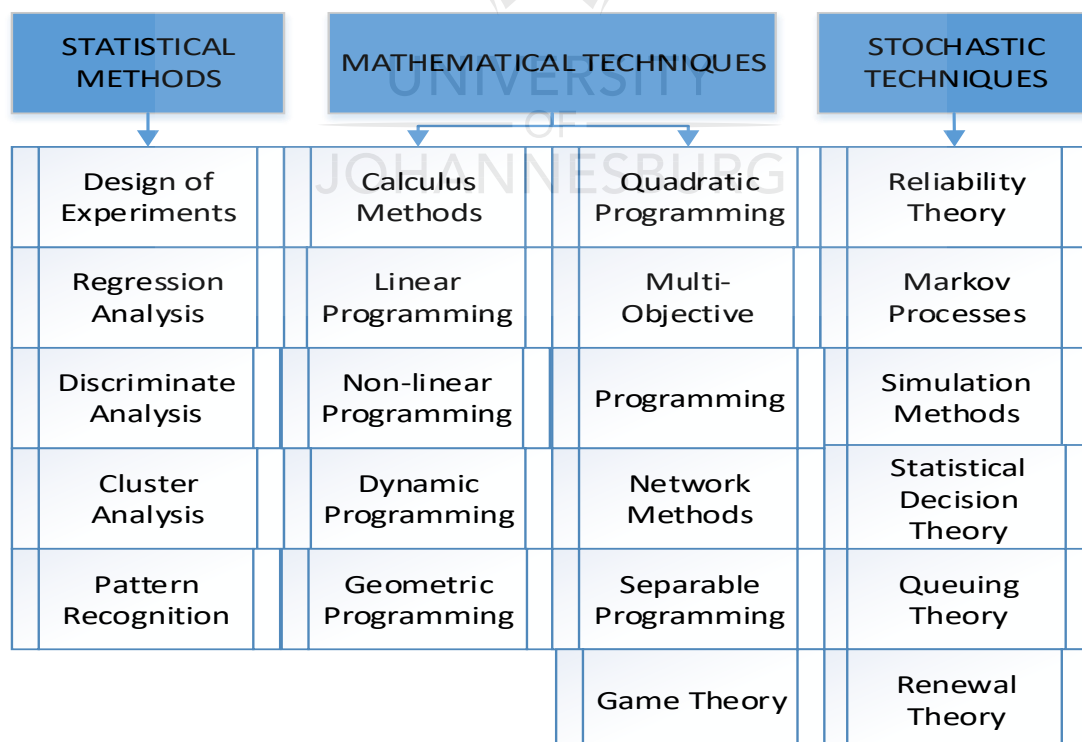 STATISTICAL
METHODS
MATHEMATICAL TECHNIQUES
STOCHASTIC
TECHNIQUES
UNIVERSITY
OF
JOHANNESBURG
Design of
Experiments
Calculus
Methods
Quadratic
Programming
Reliability
Theory
Regression
Analysis
Linear
Programming
Multi-
Objective
Markov
Processes
Discriminate
Analysis
Non-linear
Programming
Programming
Simulation
Methods
Cluster
Analysis
Dynamic
Programming
Network
Methods
Statistical
Decision
Theory
Pattern
Recognition
Geometric
Programming
Separable
Programming
Queuing
Theory
Game Theory
Renewal
Theory